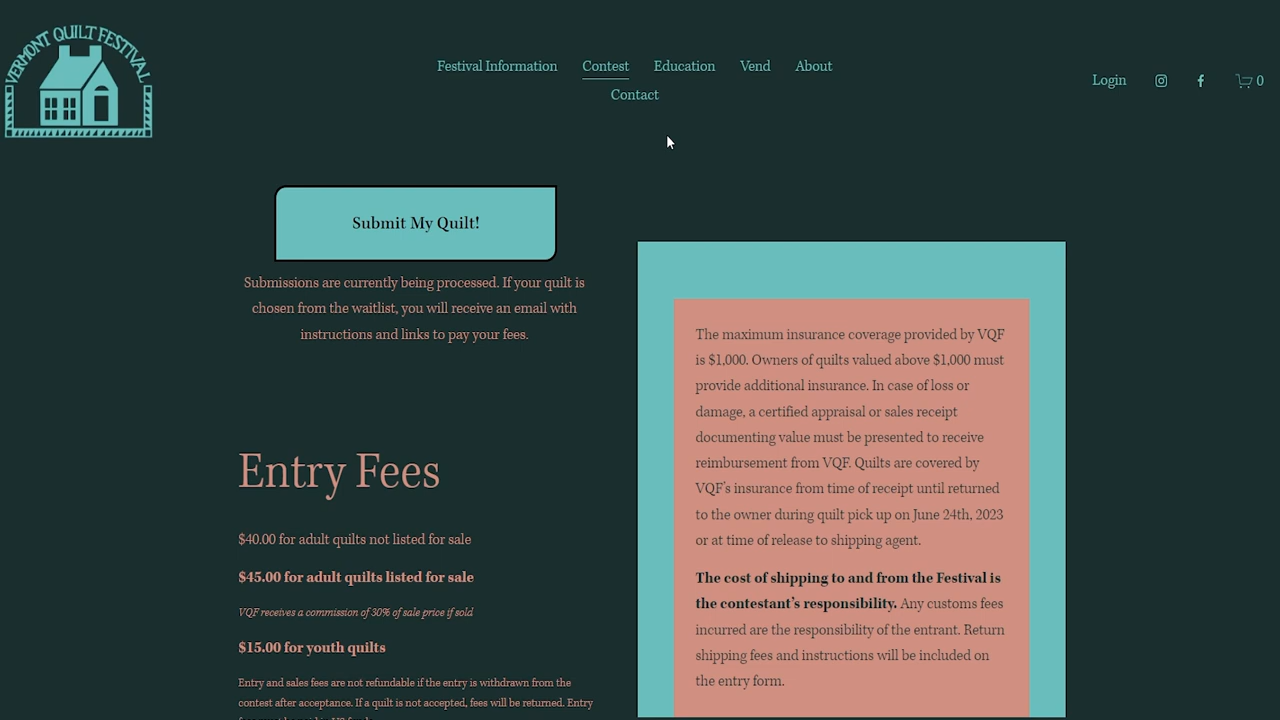 VERMONT QUILT FESTIVAL
Festival Information
Contest
Education
Vend
About
Contact
Login
0
Submit My Quilt!
Submissions are currently being processed. If your quilt is
chosen from the waitlist, you will receive an email with
instructions and links to pay your fees.
Entry Fees
$40.00 for adult quilts not listed for sale
$45.00 for adult quilts listed for sale
VQF receives a commission of 30% of sale price if sold
$15.00 for youth quilts
Entry and sales fees are not refundable if the entry is withdrawn from the
contest after acceptance. If a quilt is not accepted, fees will be returned. Entry
The maximum insurance coverage provided by VQF
is $1,000. Owners of quilts valued above $1,000 must
provide additional insurance. In case of loss or
damage, a certified appraisal or sales receipt
documenting value must be presented to receive
reimbursement from VQF. Quilts are covered by
VQF's insurance from time of receipt until returned
to the owner during quilt pick up on June 24th, 2023
or at time of release to shipping agent.
The cost of shipping to and from the Festival is
the contestant's responsibility. Any customs fees
incurred are the responsibility of the entrant. Return
shipping fees and instructions will be included on
the entry form.